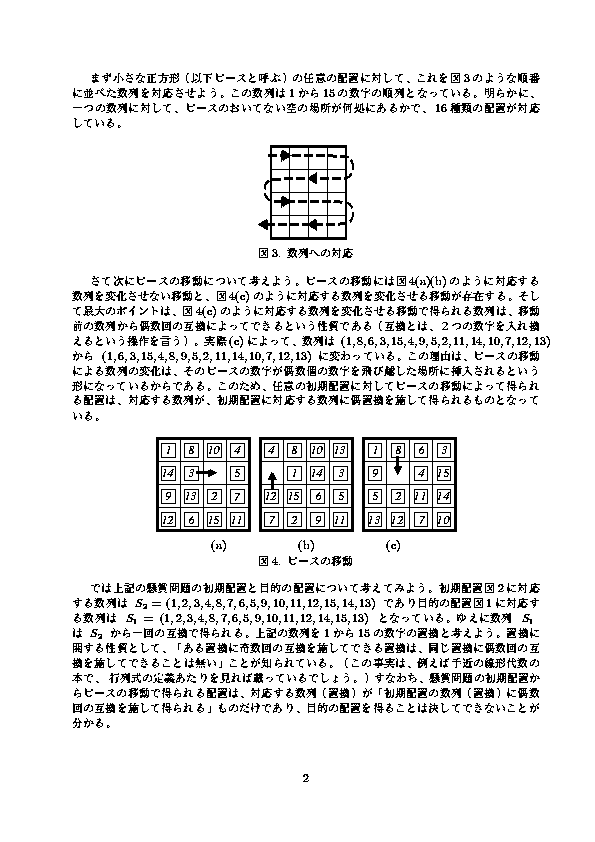 まず小さな正方形（以下ピースと呼ぶ）の任意の配置に対して、これを図3のような順番
に並べた数列を対応させよう。この数列は1から15の数字の順列となっている。明らかに、
一つの数列に対して、ピースのおいてない空の場所が何処にあるかで、16種類の配置が対応
している。
図3. 数列への対応
さて次にピースの移動について考えよう。ピースの移動には図4(a)(b)のように対応する
数列を変化させない移動と、図4(c)のように対応する数列を変化させる移動が存在する。そし
て最大のポイントは、図4(c)のように対応する数列を変化させる移動で得られる数列は、移動
前の数列から偶数回の互換によってできるという性質である（互換とは、2つの数字を入れ換
えるという操作を言う）。実際(c)によって、数列は (1,8,6,3,15,4,9,5,2,11,14,10,7,12,13)
から (1,6,3,15,4,8,9,5,2,11,14,10,7,12,13) に変わっている。この理由は、ピースの移動
による数列の変化は、そのピースの数字が偶数個の数字を飛び越した場所に挿入されるという
形になっているからである。このため、任意の初期配置に対してピースの移動によって得られ
る配置は、対応する数列が、初期配置に対応する数列に偶置換を施して得られるものとなって
いる。
1 8 10 4
14 3 5
9 13 2 7
12 6 15 11
4 8 10 13
1 14 3
12 15 6 5
7 2 9 11
1 8 6 3
9 4 15
5 2 11 14
13 12 7 10
(a) (b) (c)
図4. ピースの移動
では上記の懸賞問題の初期配置と目的の配置について考えてみよう。初期配置図2に対応
する数列は S₂ = (1,2,3,4,8,7,6,5,9,10,11,12,15,14,13) であり目的の配置図1に対応す
る数列は S₁ = (1,2,3,4,8,7,6,5,9,10,11,12,14,15,13) となっている。ゆえに数列 S₁
は S₂ から一回の互換で得られる。上記の数列を1から15の数字の置換と考えよう。置換に
関する性質として、「ある置換に奇数回の互換を施してできる置換は、同じ置換に偶数回の互
換を施してできることは無い」ことが知られている。（この事実は、例えば手近の線形代数の
本で、行列式の定義あたりを見れば載っているでしょう。）すなわち、懸賞問題の初期配置か
らピースの移動で得られる配置は、対応する数列（置換）が「初期配置の数列（置換）に偶数
回の互換を施して得られる」ものだけであり、目的の配置を得ることは決してできないことが
分かる。
2